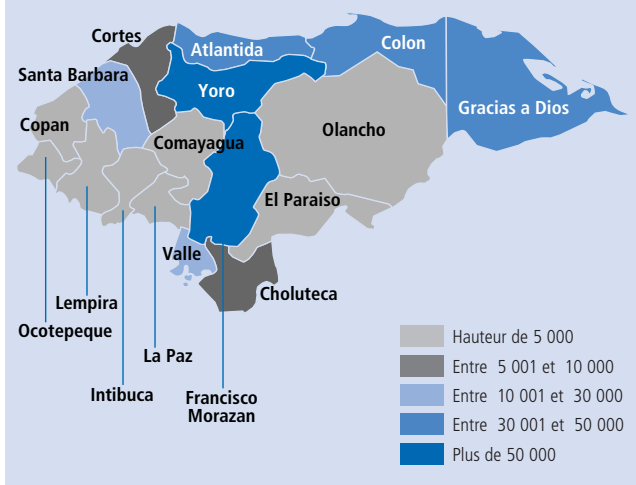 Cortes
Atlantida
Colon
Santa Barbara
Yoro
Gracias a Dios
Copan
Olancho
Comayagua
El Paraiso
Valle
Choluteca
Lempira
Ocotepeque
La Paz
Intibuca
Francisco
Morazan
Hauteur de 5 000
Entre 5 001 et 10 000
Entre 10 001 et 30 000
Entre 30 001 et 50 000
Plus de 50 000